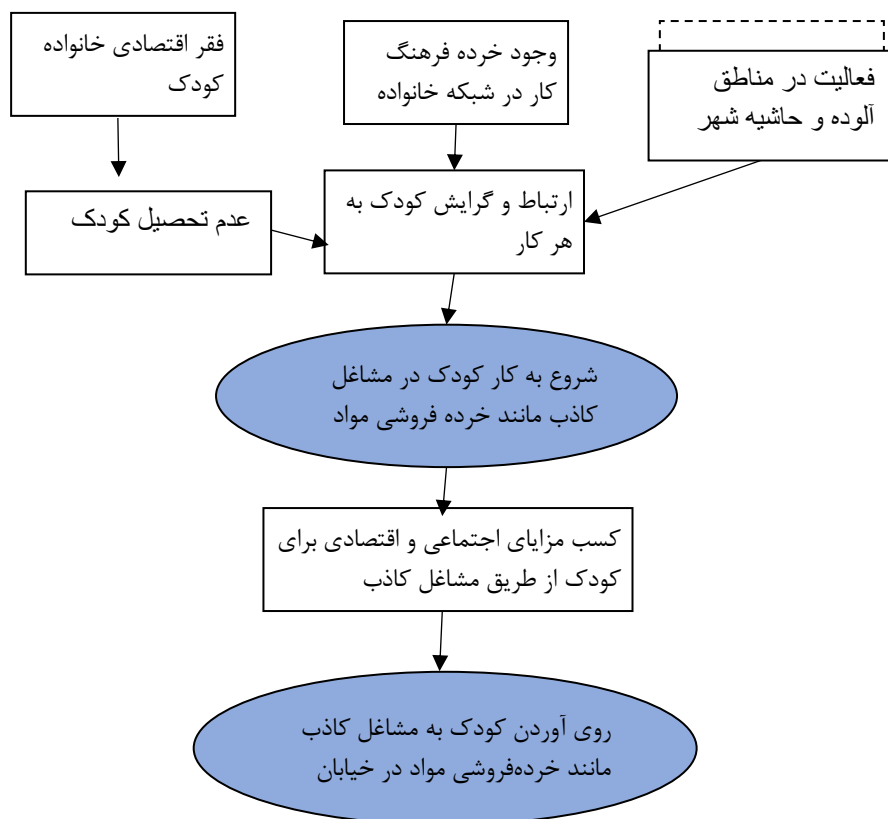 فقر اقتصادی خانواده
کودک
وجود خرده فرهنگ
کار در شبکه خانواده
فعالیت در مناطق
آلوده و حاشیه شهر
عدم تحصیل کودک
ارتباط و گرایش کودک به
هر کار
شروع به کار کودک در مشاغل
کاذب مانند خرده فروشی مواد
کسب مزایای اجتماعی و اقتصادی برای
کودک از طریق مشاغل کاذب
روی آوردن کودک به مشاغل کاذب
مانند خرده‌فروشی مواد در خیابان